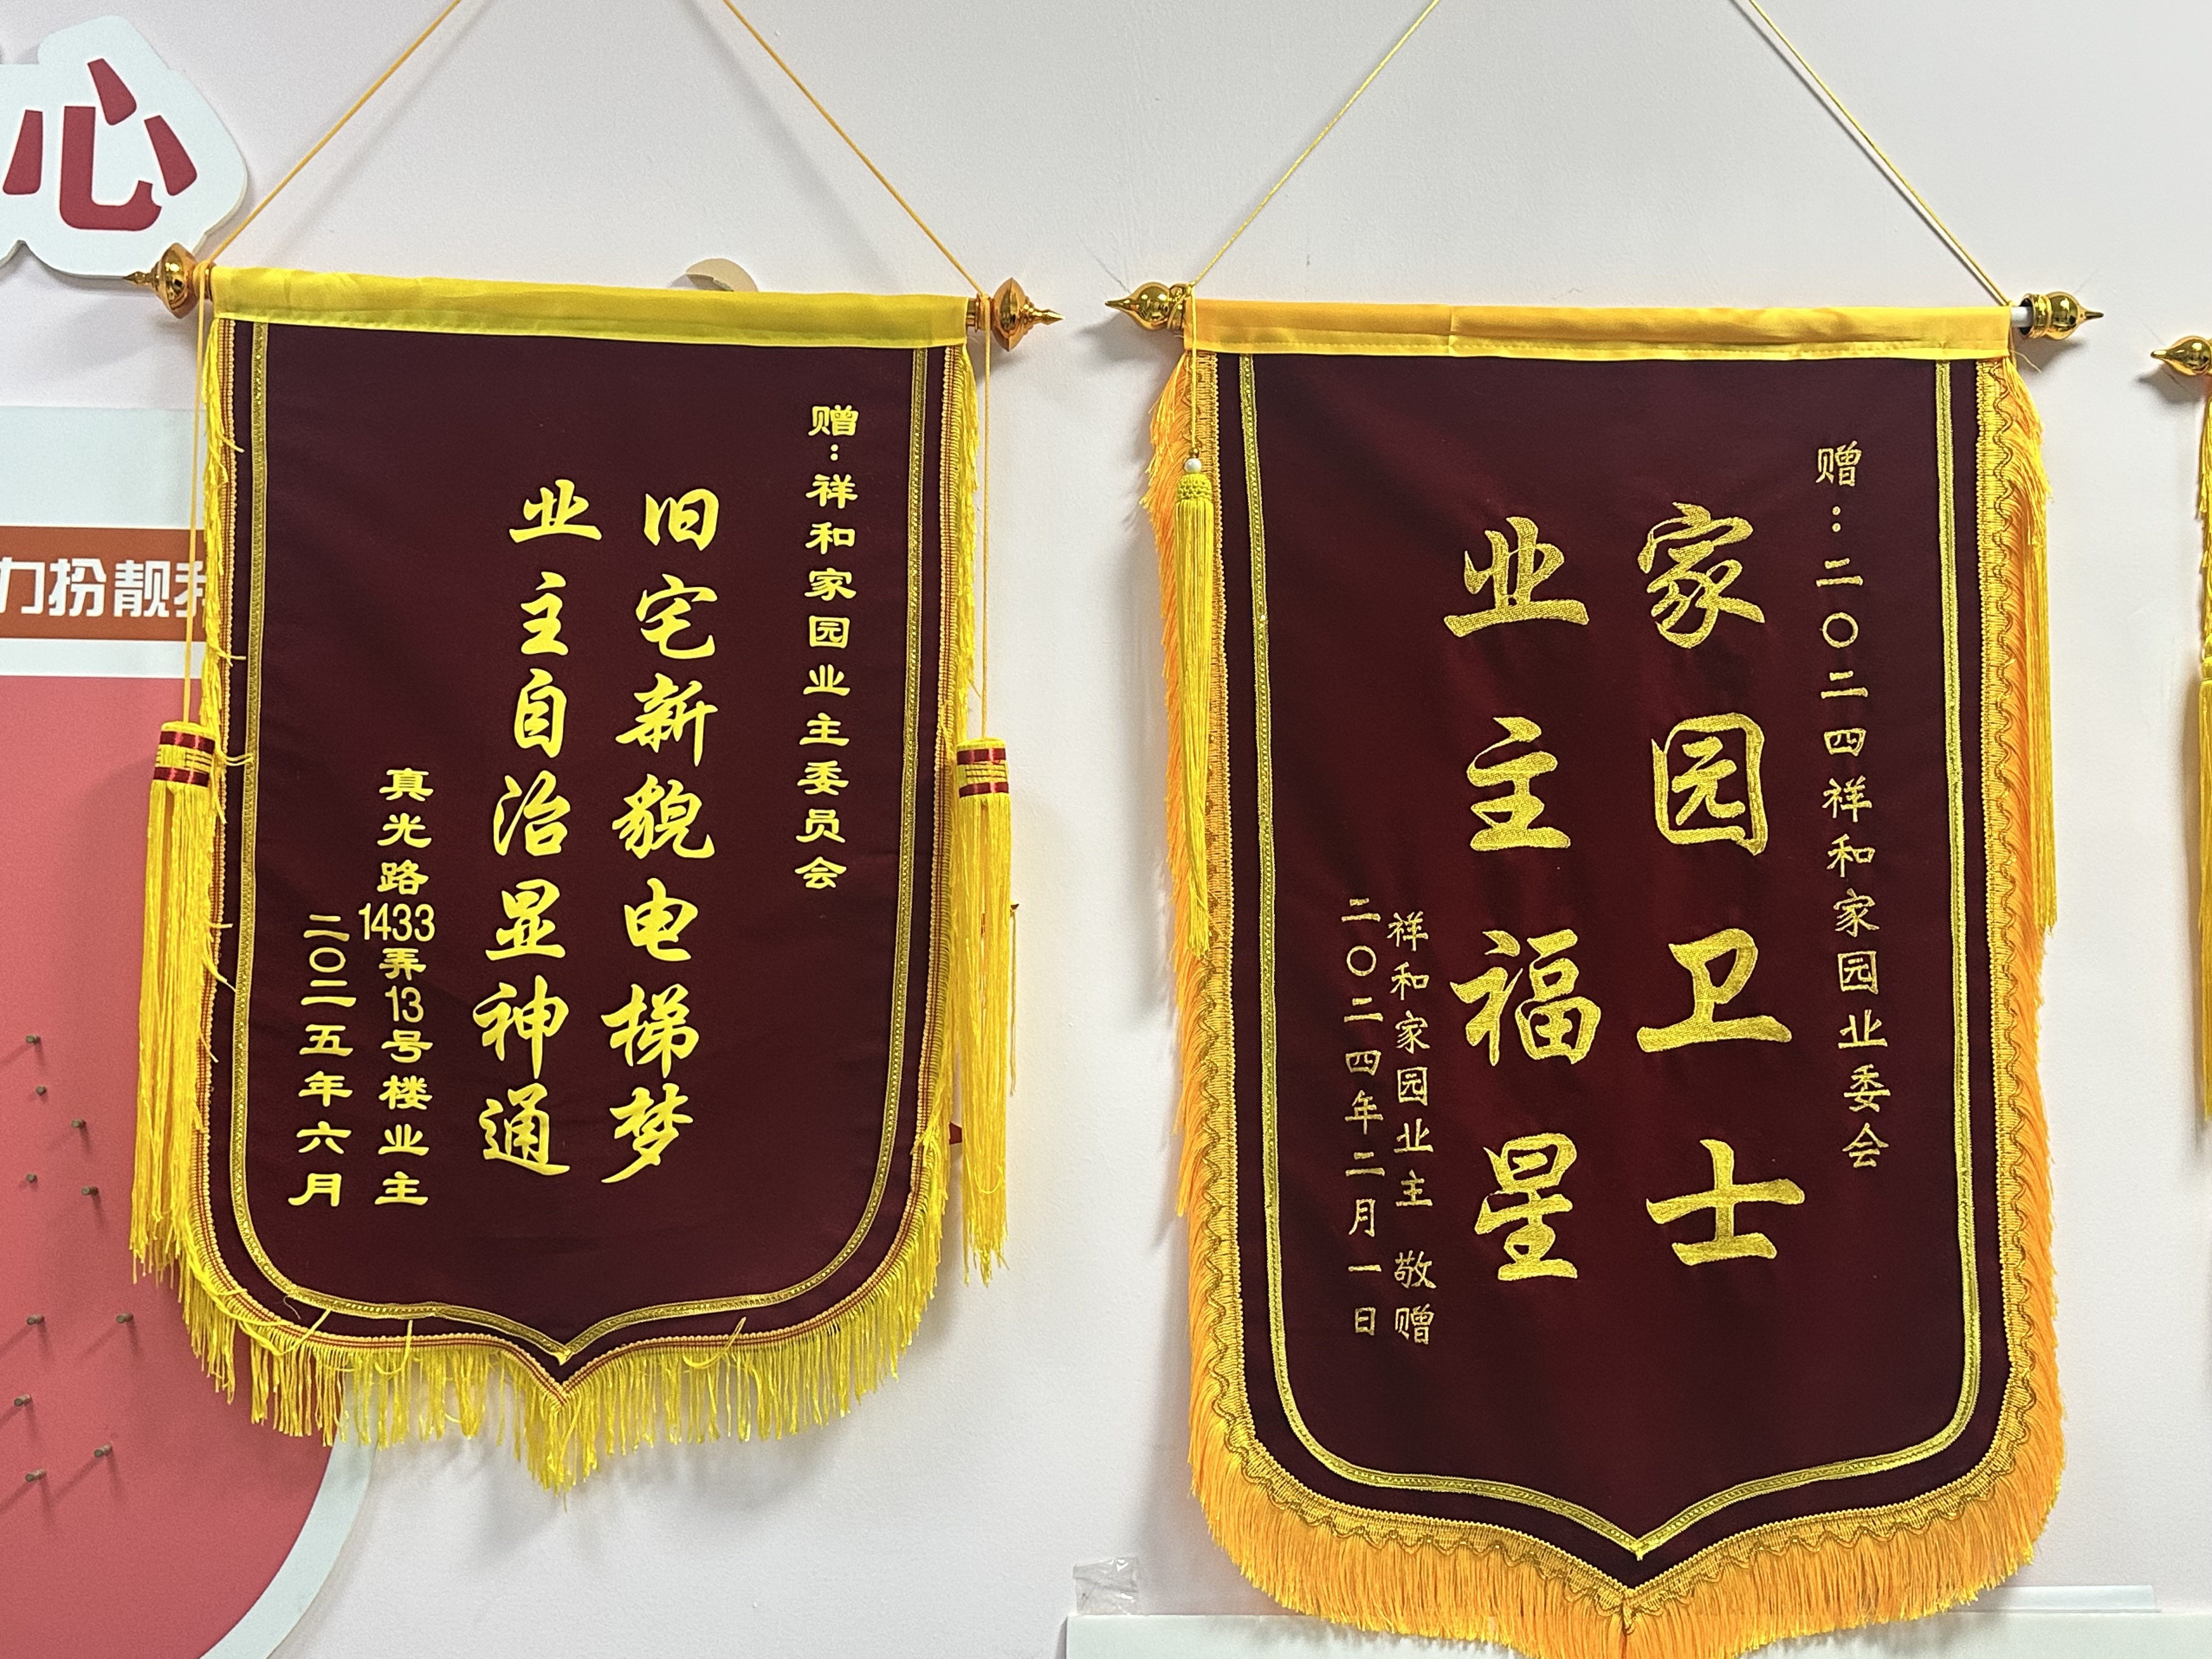 心
力扮靓
赠：祥和家园业主委员会
旧宅新貌电梯梦
业主自治显神通
真光路1433弄13号楼业主
二〇二五年六月
赠：二〇二四祥和家园业委会
家园卫士
业主福星
祥和家园业主 敬赠
二〇二四年二月一日